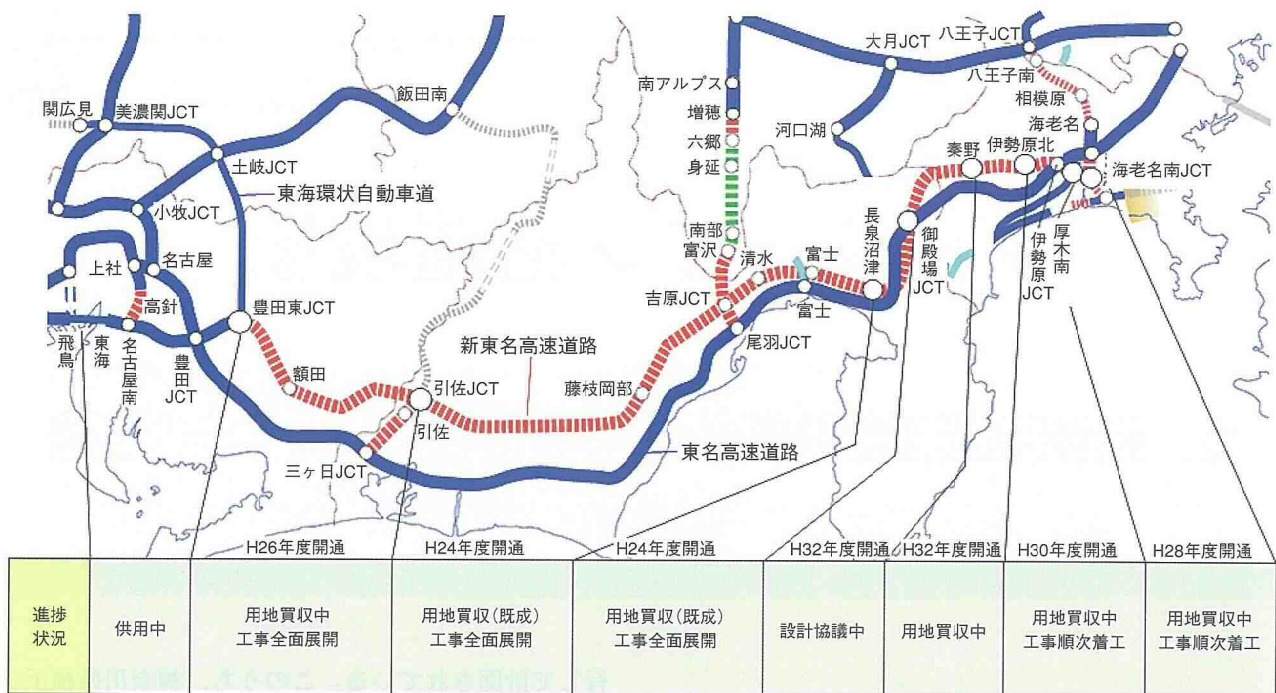 南アルプス
増穂
六郷
身延
南部
富沢
大月JCT
河口湖
八王子JCT
八王子南
相模原
海老名
海老名南JCT
秦野
伊勢原北
厚木南
伊勢原JCT
御殿場JCT
長泉沼津
関広見
美濃関JCT
飯田南
土岐JCT
東海環状自動車道
小牧JCT
上社
名古屋
高針
豊田東JCT
飛鳥
東海
名古屋南
豊田JCT
額田
引佐JCT
引佐
三ヶ日JCT
新東名高速道路
藤枝岡部
吉原JCT
清水
富士
富士
尾羽JCT
東名高速道路
H26年度開通
H24年度開通
H24年度開通
H32年度開通
H32年度開通
H30年度開通
H28年度開通
進捗
状況
供用中
用地買収中
工事全面展開
用地買収(既成)
工事全面展開
用地買収(既成)
工事全面展開
設計協議中
用地買収中
用地買収中
工事順次着工
用地買収中
工事順次着工